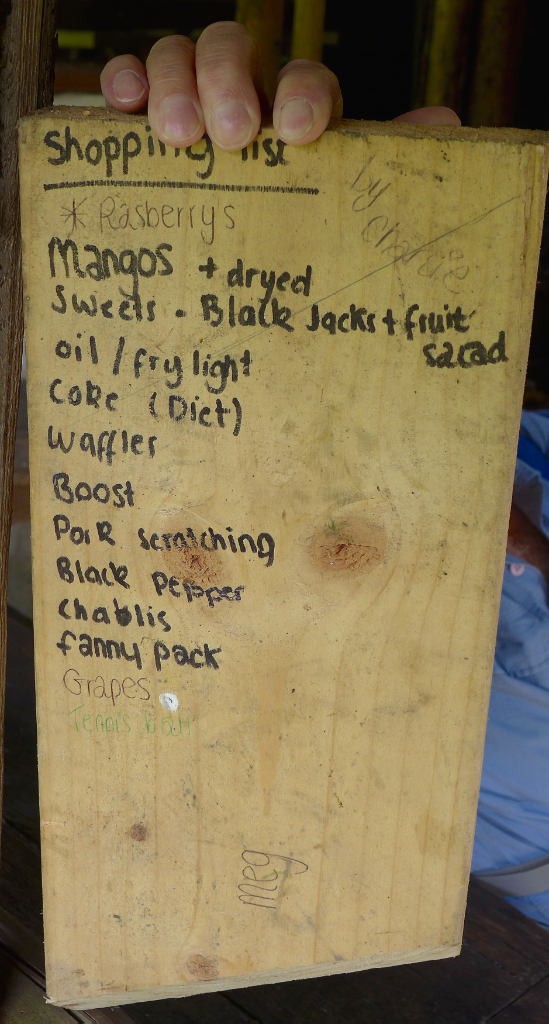 Shopping list
by Charlie
* Rasberrys
Mangos + dryed
Sweets - Black Jacks + fruit
salad
oil / fry light
Coke (Diet)
Waffles
Boost
Pork scratching
Black Pepper
Chablis
fanny pack
Grapes
Tennis Ball
meg